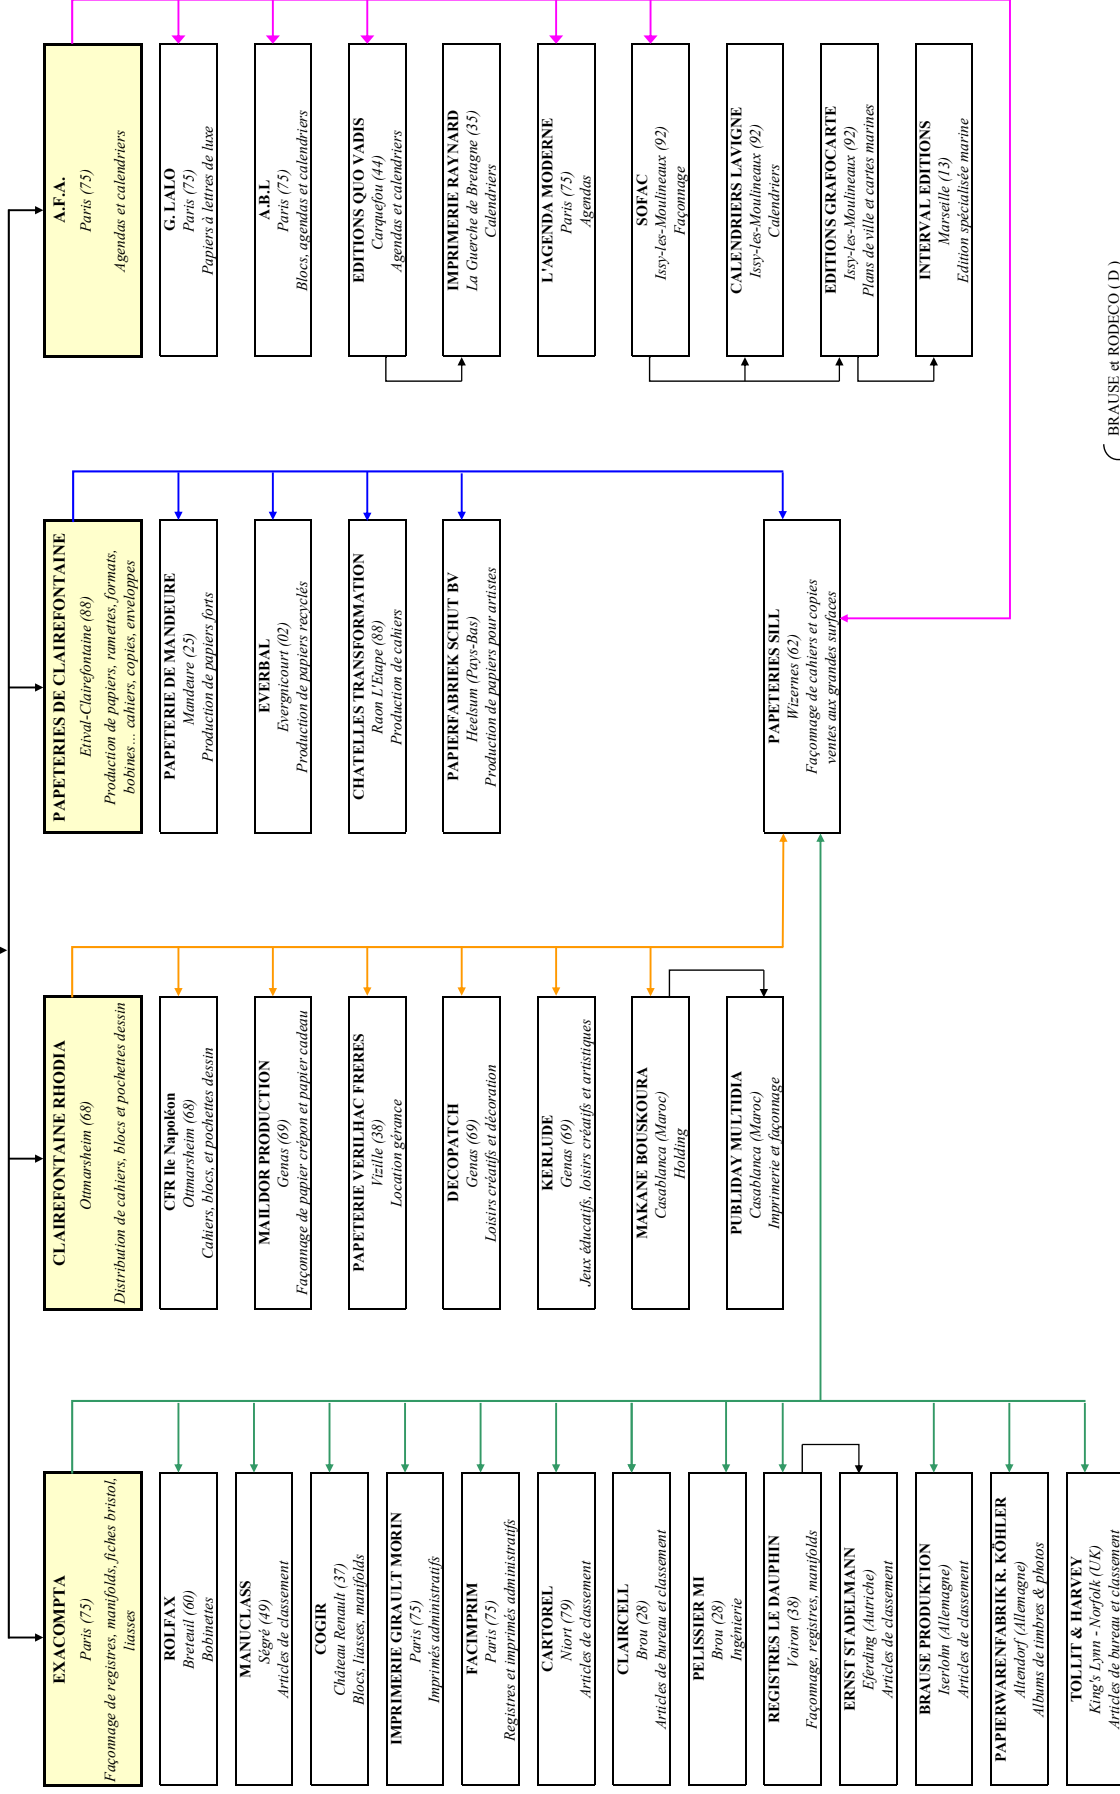 EXACOMPTA
Paris (75)
Façonnage de registres, manifolds, fiches bristol,
liasses
ROLFAX
Breteuil (60)
Bobinettes
MANUCLASS
Ségré (49)
Articles de classement
COGIR
Château Renault (37)
Blocs, liasses, manifolds
IMPRIMERIE GIRAULT MORIN
Paris (75)
Imprimés administratifs
FACIMPRIM
Paris (75)
Registres et imprimés administratifs
CARTOREL
Niort (79)
Articles de classement
CLAIRCELL
Brou (28)
Articles de bureau et classement
PELISSIER MI
Brou (28)
Ingénierie
REGISTRES LE DAUPHIN
Voiron (38)
Façonnage, registres, manifolds
ERNST STADELMANN
Eferding (Autriche)
Articles de classement
BRAUSE PRODUKTION
Iserlohn (Allemagne)
Articles de classement
PAPIERWARENFABRIK R. KÖHLER
Altendorf (Allemagne)
Albums de timbres & photos
TOLLIT & HARVEY
King's Lynn - Norfolk (UK)
Articles de bureau et classement
CLAIREFONTAINE RHODIA
Ottmarsheim (68)
Distribution de cahiers, blocs et pochettes dessin
CFR Ile Napoléon
Ottmarsheim (68)
Cahiers, blocs, et pochettes dessin
MAILDOR PRODUCTION
Genas (69)
Façonnage de papier crépon et papier cadeau
PAPETERIE VERILHAC FRERES
Vizille (38)
Location gérance
DECOPATCH
Genas (69)
Loisirs créatifs et décoration
KERLUDE
Genas (69)
Jeux éducatifs, loisirs créatifs et artistiques
MAKANE BOUSKOURA
Casablanca (Maroc)
Holding
PUBLIDAY MULTIDIA
Casablanca (Maroc)
Imprimerie et façonnage
PAPETERIES DE CLAIREFONTAINE
Etival-Clairefontaine (88)
Production de papiers, ramettes, formats,
bobines... cahiers, copies, enveloppes
PAPETERIE DE MANDEURE
Mandeure (25)
Production de papiers forts
EVERBAL
Evergnicourt (02)
Production de papiers recyclés
CHATELLES TRANSFORMATION
Raon L'Etape (88)
Production de cahiers
PAPIERFABRIEK SCHUT BV
Heelsum (Pays-Bas)
Production de papiers pour artistes
PAPETERIES SILL
Wizernes (62)
Façonnage de cahiers et copies
ventes aux grandes surfaces
A.F.A.
Paris (75)
Agendas et calendriers
G. LALO
Paris (75)
Papiers à lettres de luxe
A.B.L
Paris (75)
Blocs, agendas et calendriers
EDITIONS QUO VADIS
Carquefou (44)
Agendas et calendriers
IMPRIMERIE RAYNARD
La Guerche de Bretagne (35)
Calendriers
L'AGENDA MODERNE
Paris (75)
Agendas
SOFAC
Issy-les-Moulineaux (92)
Façonnage
CALENDRIERS LAVIGNE
Issy-les-Moulineaux (92)
Calendriers
EDITIONS GRAFOCARTE
Issy-les-Moulineaux (92)
Plans de ville et cartes marines
INTERVAL EDITIONS
Marseille (13)
Edition spécialisée marine
BRAUSE et RODECO ( D )